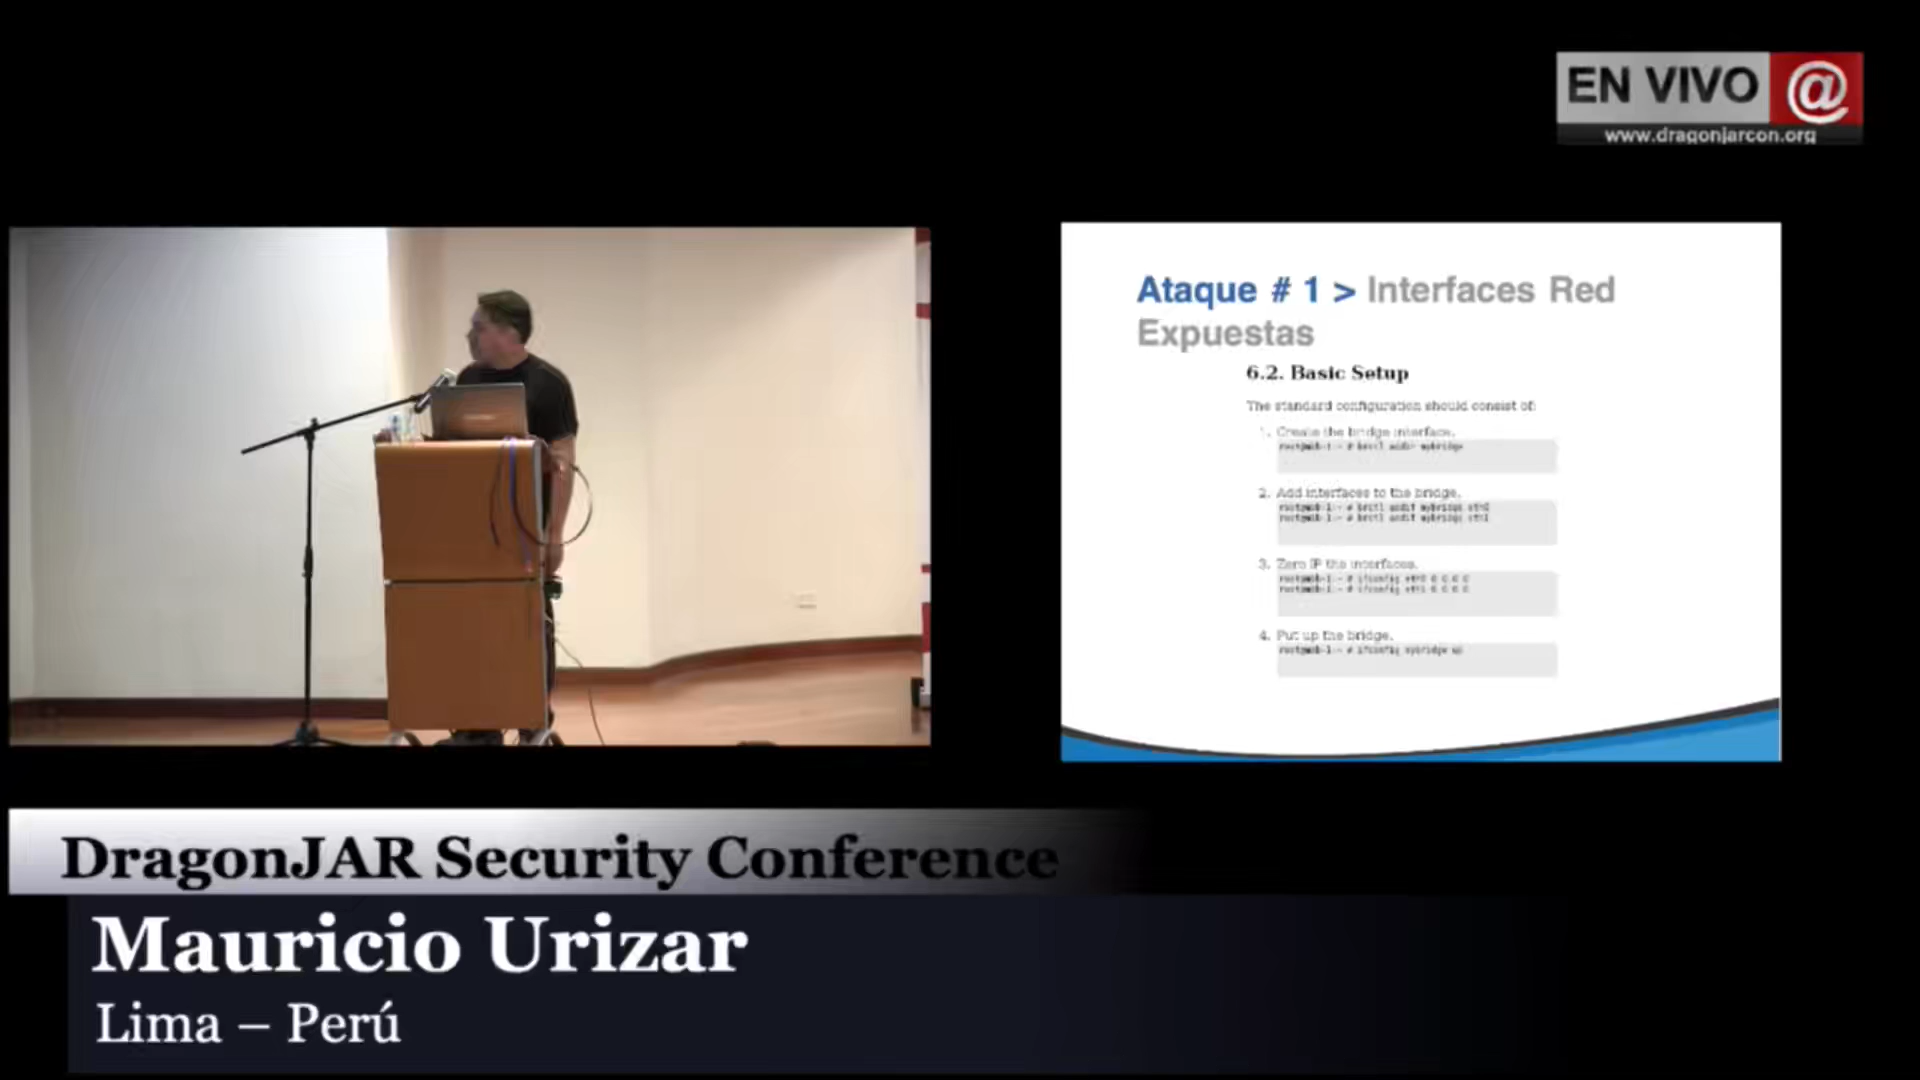 EN VIVO @
www.dragonjarcon.org
Ataque # 1 > Interfaces Red
Expuestas
6.2. Basic Setup
The standard configuration should consist of:
1. Create the bridge interface.
2. Add interfaces to the bridge.
3. Zero IP the interfaces.
4. Put up the bridge.
DragonJAR Security Conference
Mauricio Urizar
Lima – Perú